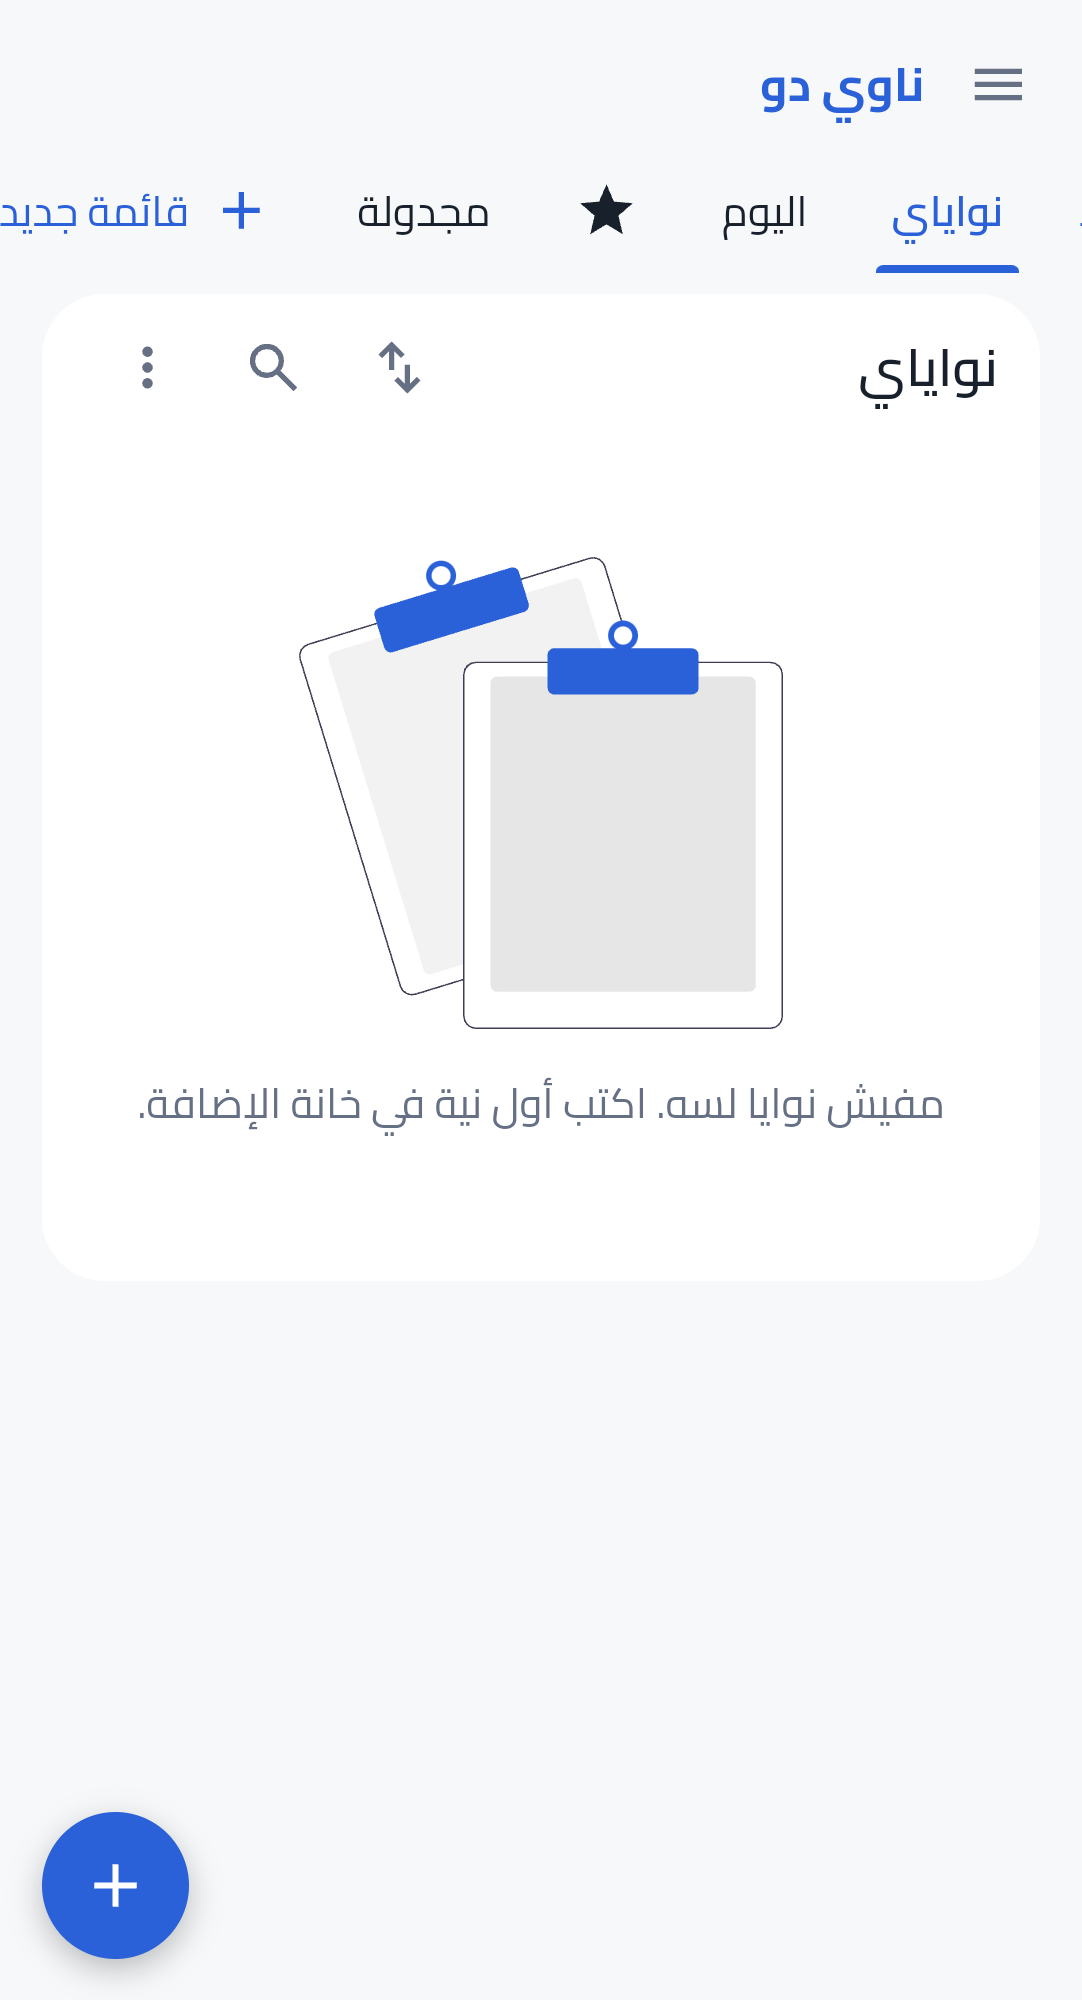 ناوي دو
نواياي
اليوم
مجدولة
قائمة جديد
نواياي
مفيش نوايا لسه. اكتب أول نية في خانة الإضافة.